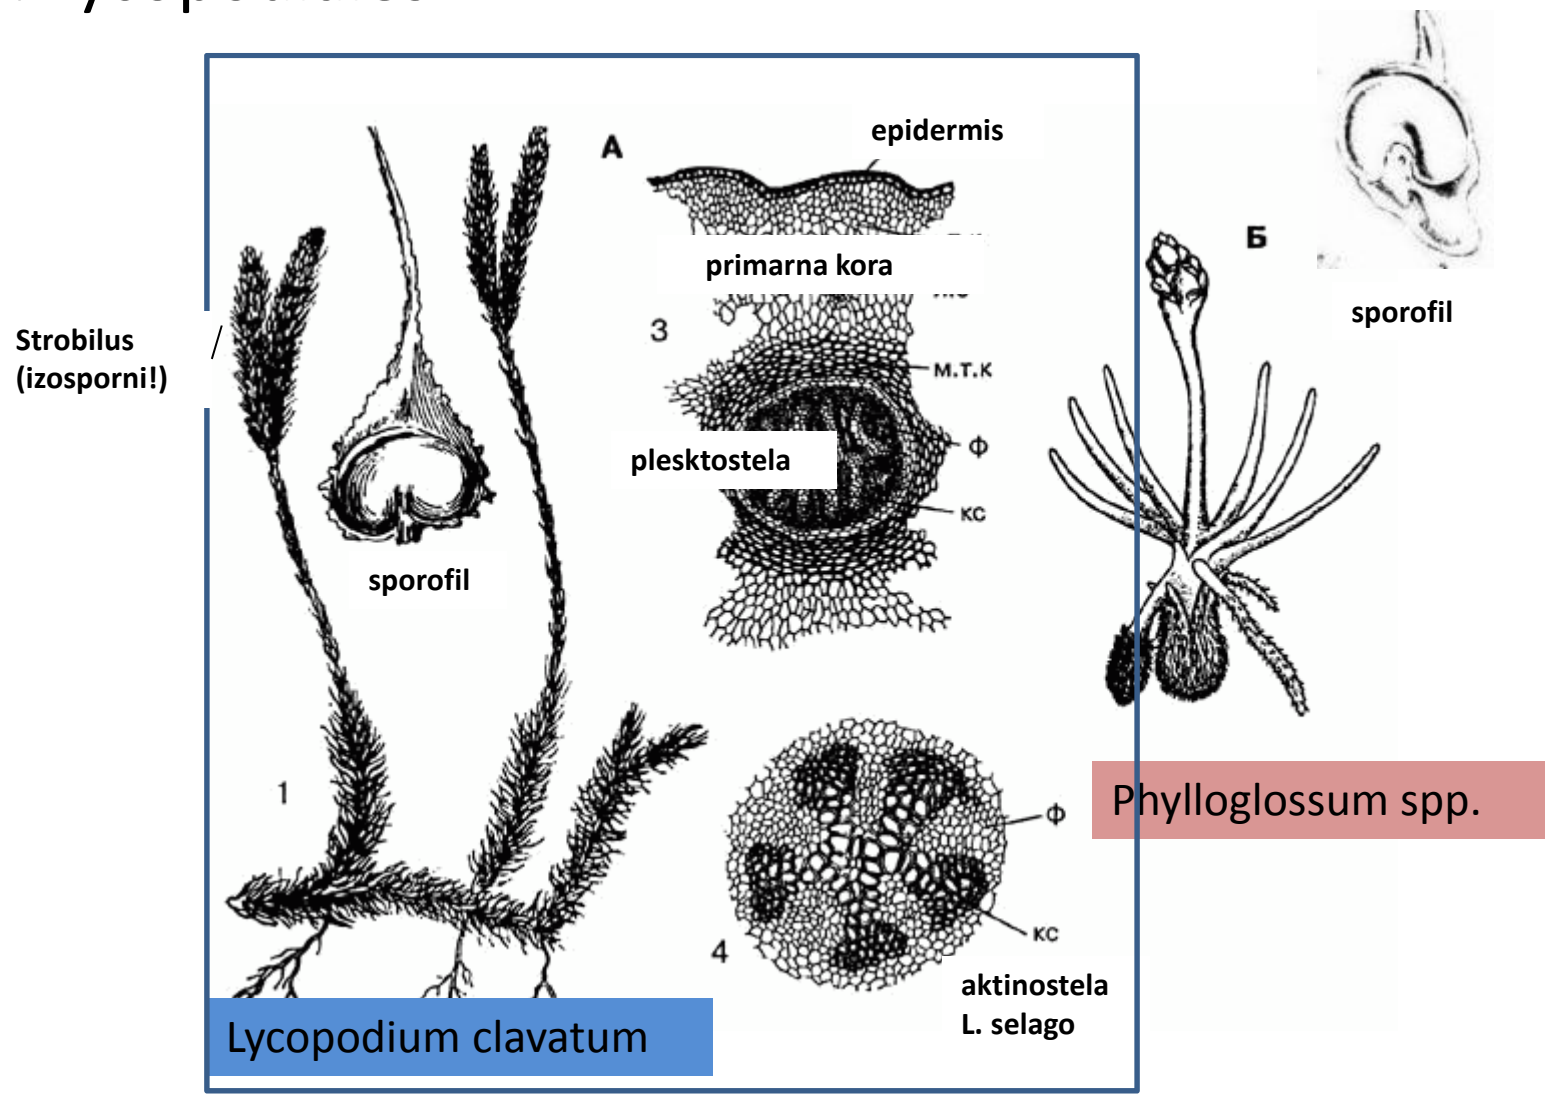 А
epidermis
Б
primarna kora
sporofil
3
Strobilus
(izosporni!)
м.т.к
plesktostela
ф
кс
sporofil
1
Phylloglossum spp.
ф
кс
4
aktinostela
L. selago
Lycopodium clavatum